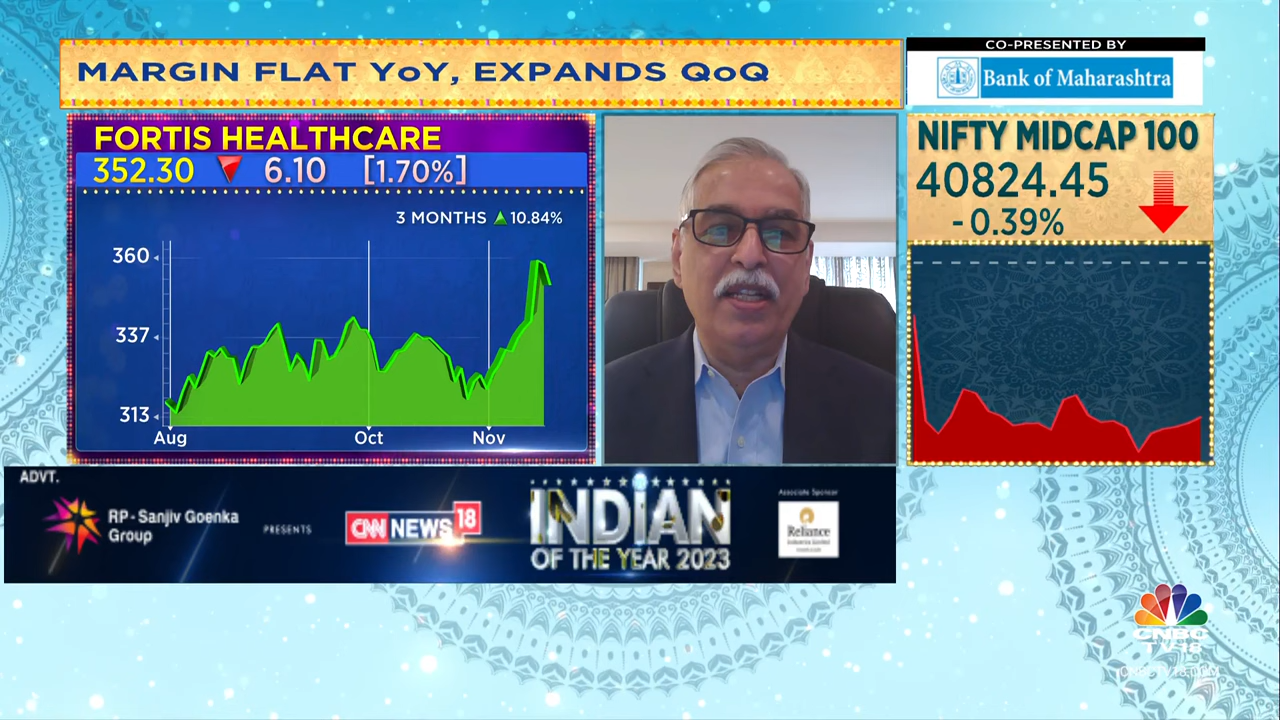 MARGIN FLAT YoY, EXPANDS QoQ
CO-PRESENTED BY
Bank of Maharashtra
FORTIS HEALTHCARE
352.30 6.10 [1.70%]
3 MONTHS 10.84%
360
337
313
Aug Oct Nov
NIFTY MIDCAP 100
40824.45
-0.39%
ADVT.
RP-Sanjiv Goenka
Group
PRESENTS
CNN NEWS 18
INDIAN
OF THE YEAR 2023
Associate Sponsor
Reliance
CNBC
TV 18